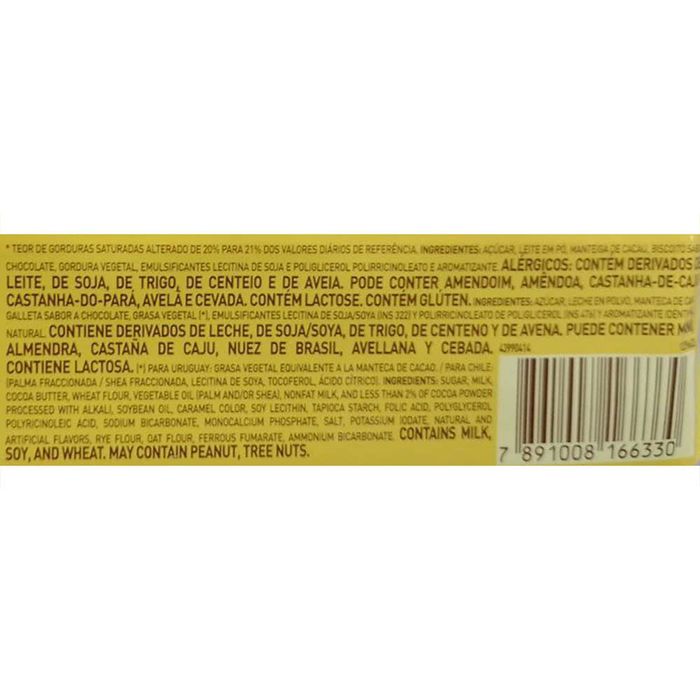 * TEOR DE GORDURAS SATURADAS ALTERADO DE 20% PARA 21% DOS VALORES DIÁRIOS DE REFERÊNCIA. INGREDIENTES: AÇÚCAR, LEITE EM PÓ, MANTEIGA DE CACAU, BISCOITO
CHOCOLATE, GORDURA VEGETAL, EMULSIFICANTES LECITINA DE SOJA E POLIGLICEROL POLIRRICINOLEATO E AROMATIZANTE. ALÉRGICOS: CONTÉM DERIVADOS
LEITE, DE SOJA, DE TRIGO, DE CENTEIO E DE AVEIA. PODE CONTER AMENDOIM, AMÊNDOA, CASTANHA-DE-CA
CASTANHA-DO-PARÁ, AVELÃ E CEVADA. CONTÉM LACTOSE. CONTÉM GLÚTEN. INGREDIENTES: AZÚCAR, LECHE EN POLVO, MANTECA DE
GALLETA SABOR A CHOCOLATE, GRASA VEGETAL (*), EMULSIFICANTES LECITINA DE SOJA/SOYA (INS 322) Y POLIRRICINOLEATO DE POLIGLICEROL (INS 476) Y AROMATIZANTE
NATURAL. CONTIENE DERIVADOS DE LECHE, DE SOJA/SOYA, DE TRIGO, DE CENTENO Y DE AVENA. PUEDE CONTENER
ALMENDRA, CASTAÑA DE CAJU, NUEZ DE BRASIL, AVELLANA Y CEBADA. 43990414
CONTIENE LACTOSA. (*) PARA URUGUAY: GRASA VEGETAL EQUIVALENTE A LA MANTECA DE CACAO. / PARA CHILE:
(PALMA FRACCIONADA / SHEA FRACCIONADA, LECITINA DE SOYA, TOCOFEROL, ÁCIDO CÍTRICO). INGREDIENTS: SUGAR, MILK,
COCOA BUTTER, WHEAT FLOUR, VEGETABLE OIL (PALM AND/OR SHEA), NONFAT MILK, AND LESS THAN 2% OF COCOA POWDER
PROCESSED WITH ALKALI, SOYBEAN OIL, CARAMEL COLOR, SOY LECITHIN, TAPIOCA STARCH, FOLIC ACID, POLYGLYCEROL
POLYRICINOLEIC ACID, SODIUM BICARBONATE, MONOCALCIUM PHOSPHATE, SALT, POTASSIUM IODATE, NATURAL AND
ARTIFICIAL FLAVORS, RYE FLOUR, OAT FLOUR, FERROUS FUMARATE, AMMONIUM BICARBONATE. CONTAINS MILK,
SOY, AND WHEAT. MAY CONTAIN PEANUT, TREE NUTS.
7 891008 166330